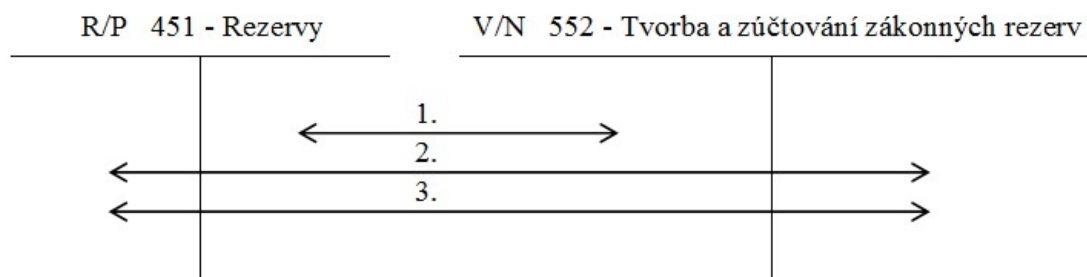 R/P 451 - Rezervy V/N 552 - Tvorba a zúčtování zákonných rezerv
1.
2.
3.